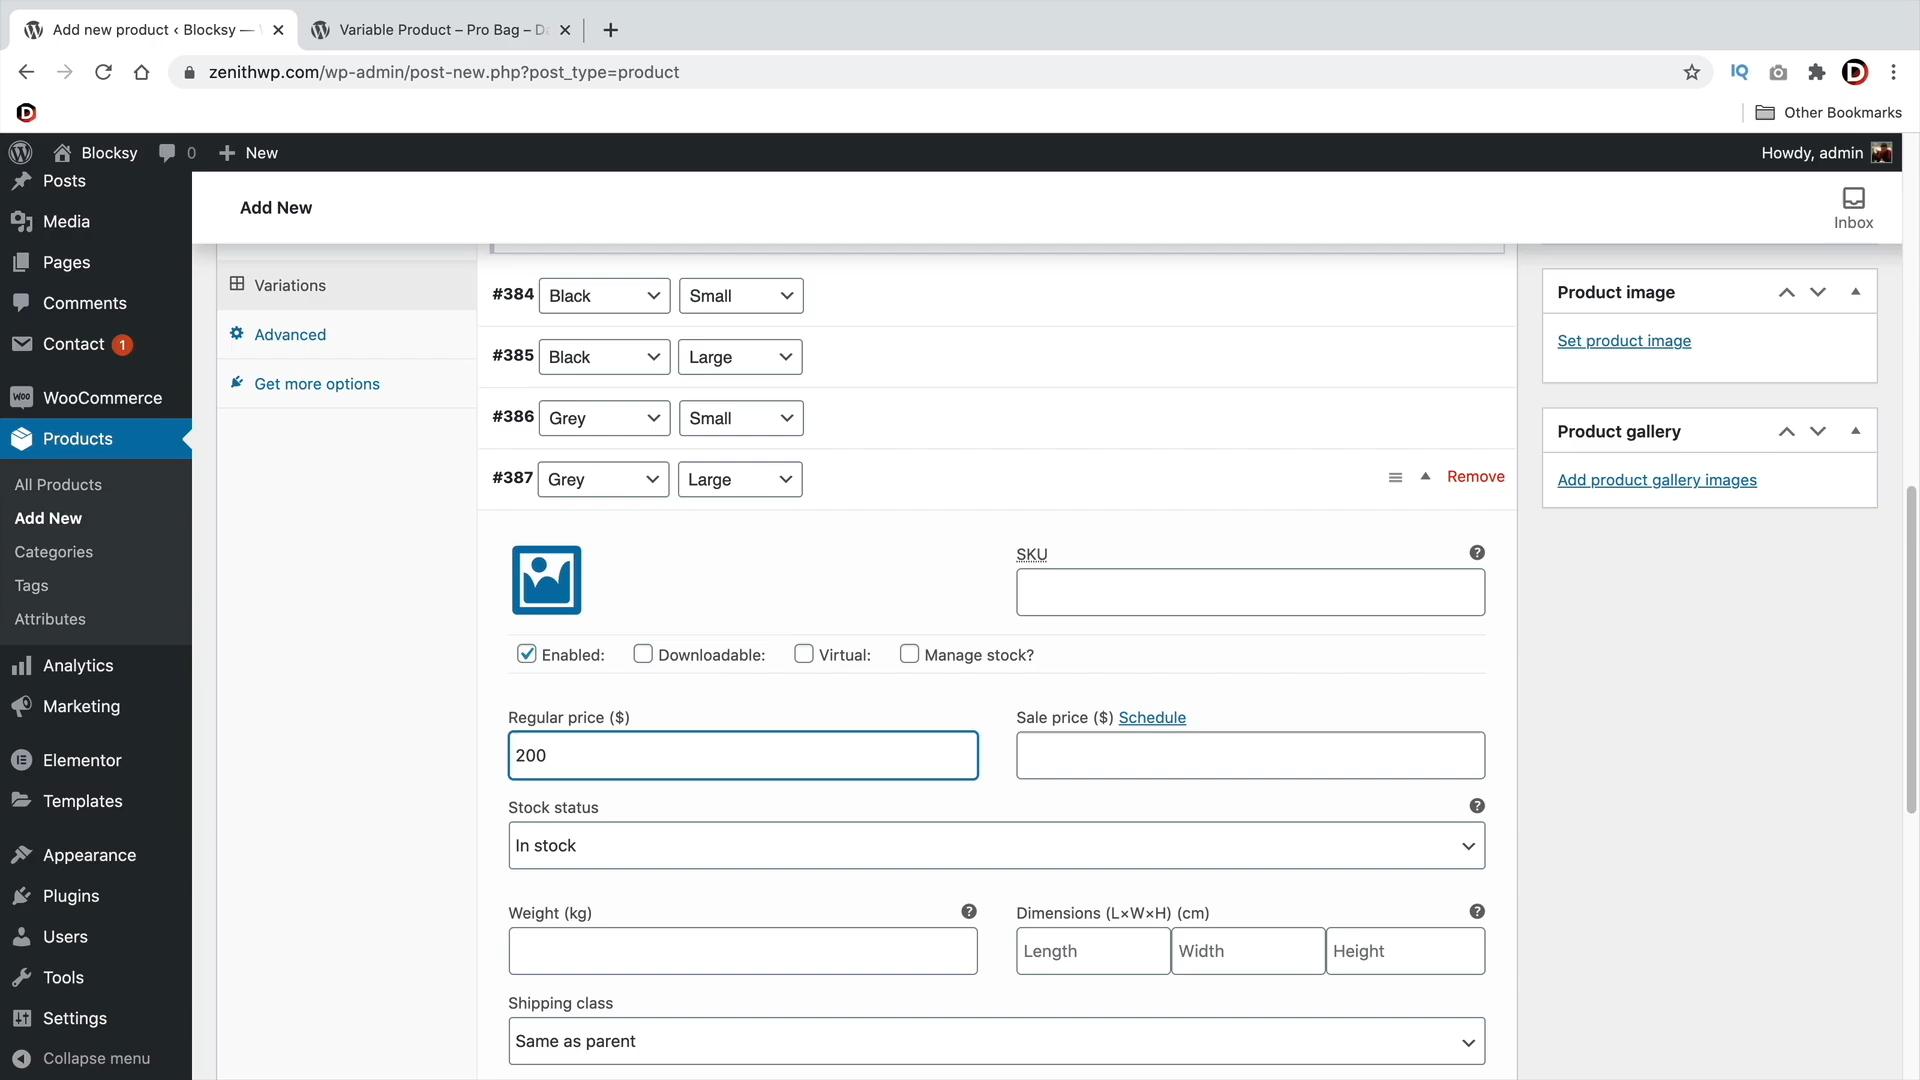 Add new product ‹ Blocksy —
Variable Product – Pro Bag – Da
zenithwp.com/wp-admin/post-new.php?post_type=product
IQ
D
D
Other Bookmarks
Blocksy
0
New
Howdy, admin
Posts
Media
Pages
Comments
Contact 1
Woo WooCommerce
Products
All Products
Add New
Categories
Tags
Attributes
Analytics
Marketing
Elementor
Templates
Appearance
Plugins
Users
Tools
Settings
Collapse menu
Add New
Inbox
Variations
Advanced
Get more options
#384 Black Small
#385 Black Large
#386 Grey Small
#387 Grey Large Remove
SKU
Enabled: Downloadable: Virtual: Manage stock?
Regular price ($)
200
Sale price ($) Schedule
Stock status
In stock
Weight (kg)
Dimensions (L×W×H) (cm)
Length Width Height
Shipping class
Same as parent
Product image
Set product image
Product gallery
Add product gallery images